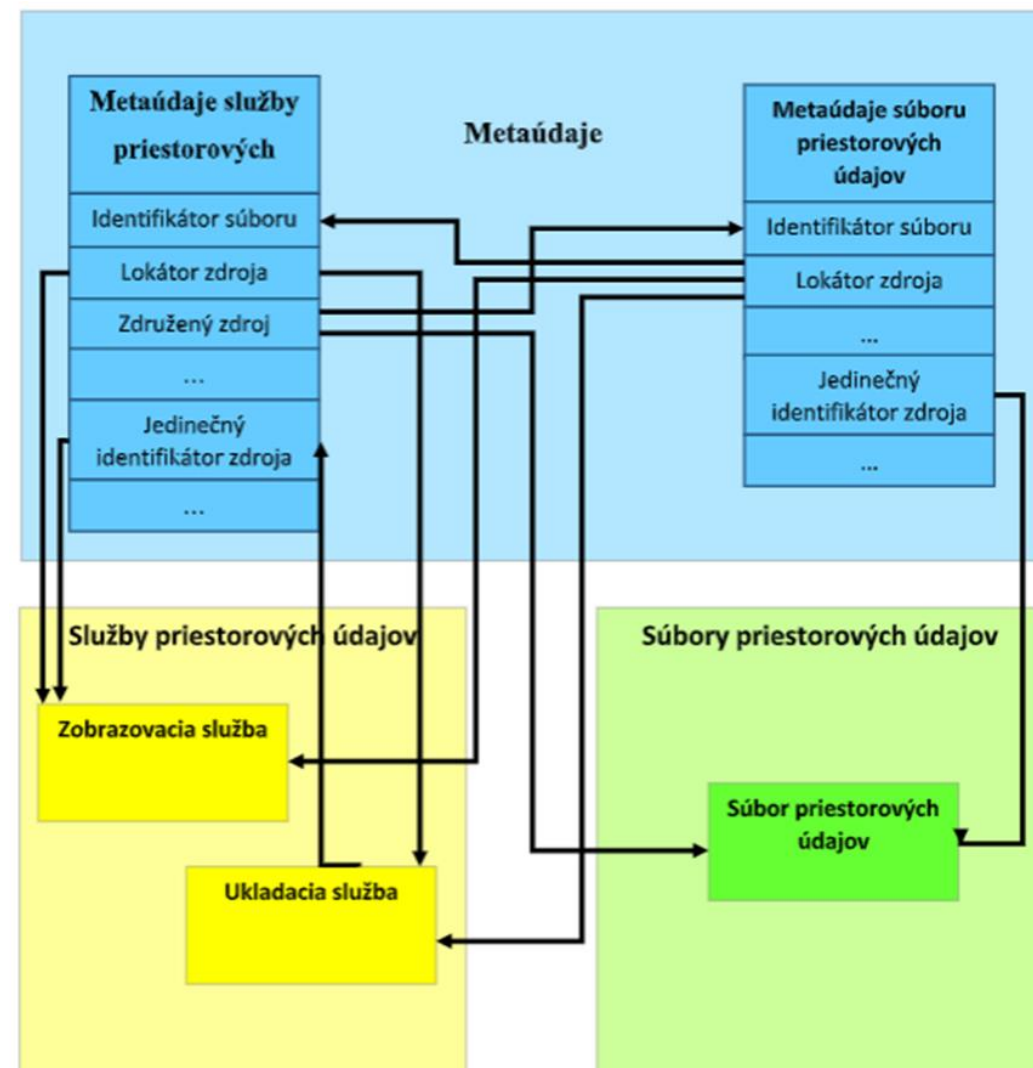 Metaúdaje služby
priestorových
Identifikátor súboru
Lokátor zdroja
Združený zdroj
...
Jedinečný
identifikátor zdroja
...
Metaúdaje
Metaúdaje súboru
priestorových
údajov
Identifikátor súboru
Lokátor zdroja
...
Jedinečný
identifikátor zdroja
...
Služby priestorových údajov
Zobrazovacia služba
Ukladacia služba
Súbory priestorových údajov
Súbor priestorových
údajov